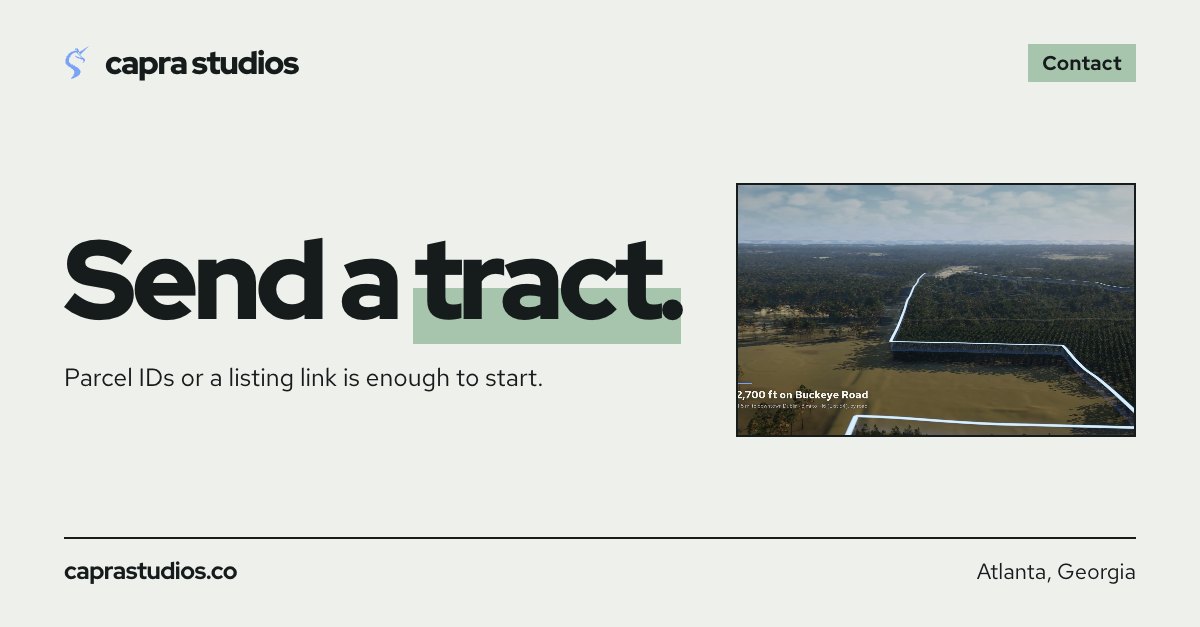 capra studios
Contact
Send a tract.
Parcel IDs or a listing link is enough to start.
2,700 ft on Buckeye Road
caprastudios.co
Atlanta, Georgia